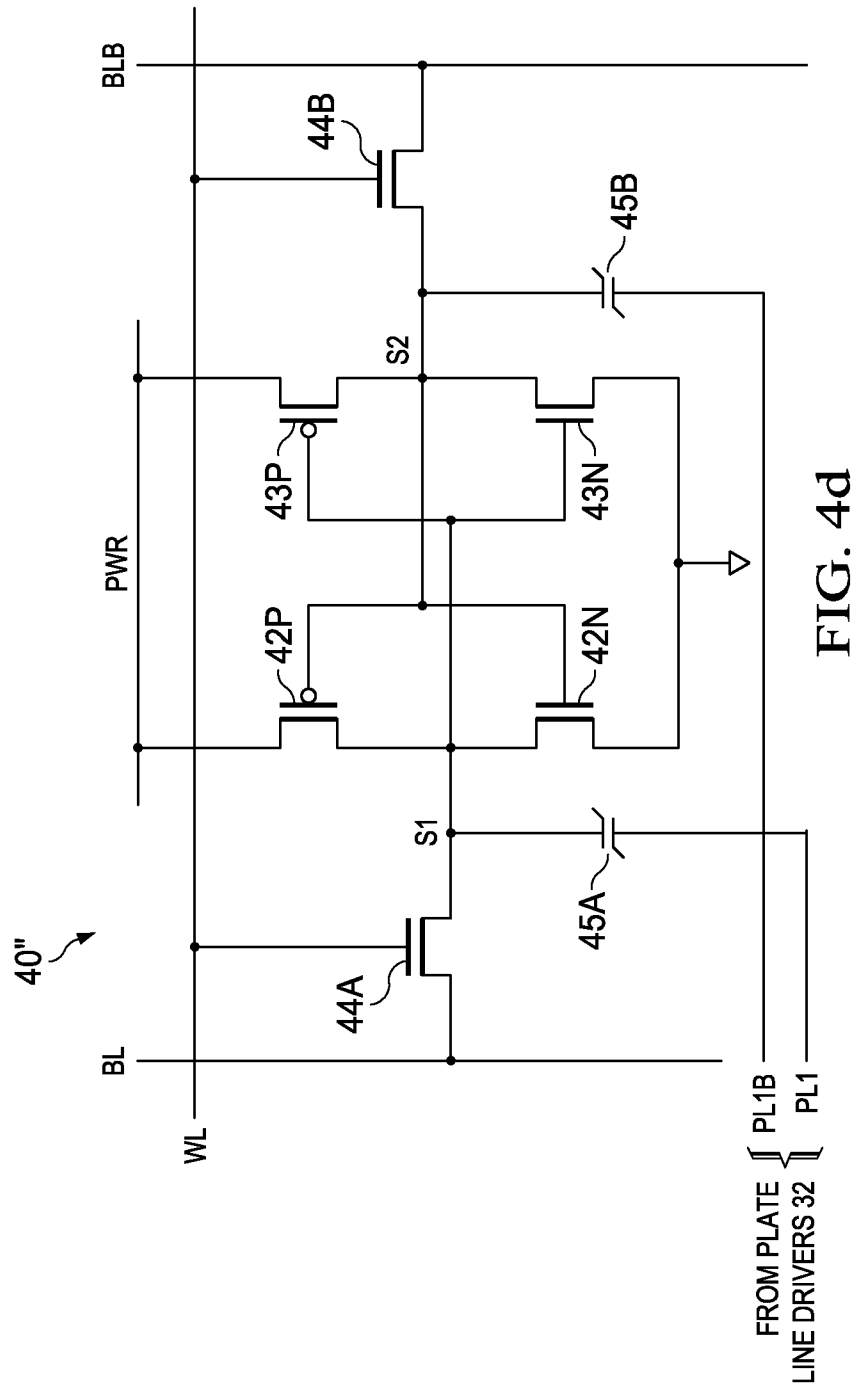 40"
BL
WL
PWR
BLB
44A
44B
42P
43P
S1
S2
42N
43N
45A
45B
FROM PLATE
LINE DRIVERS 32
PL1B
PL1
FIG. 4d